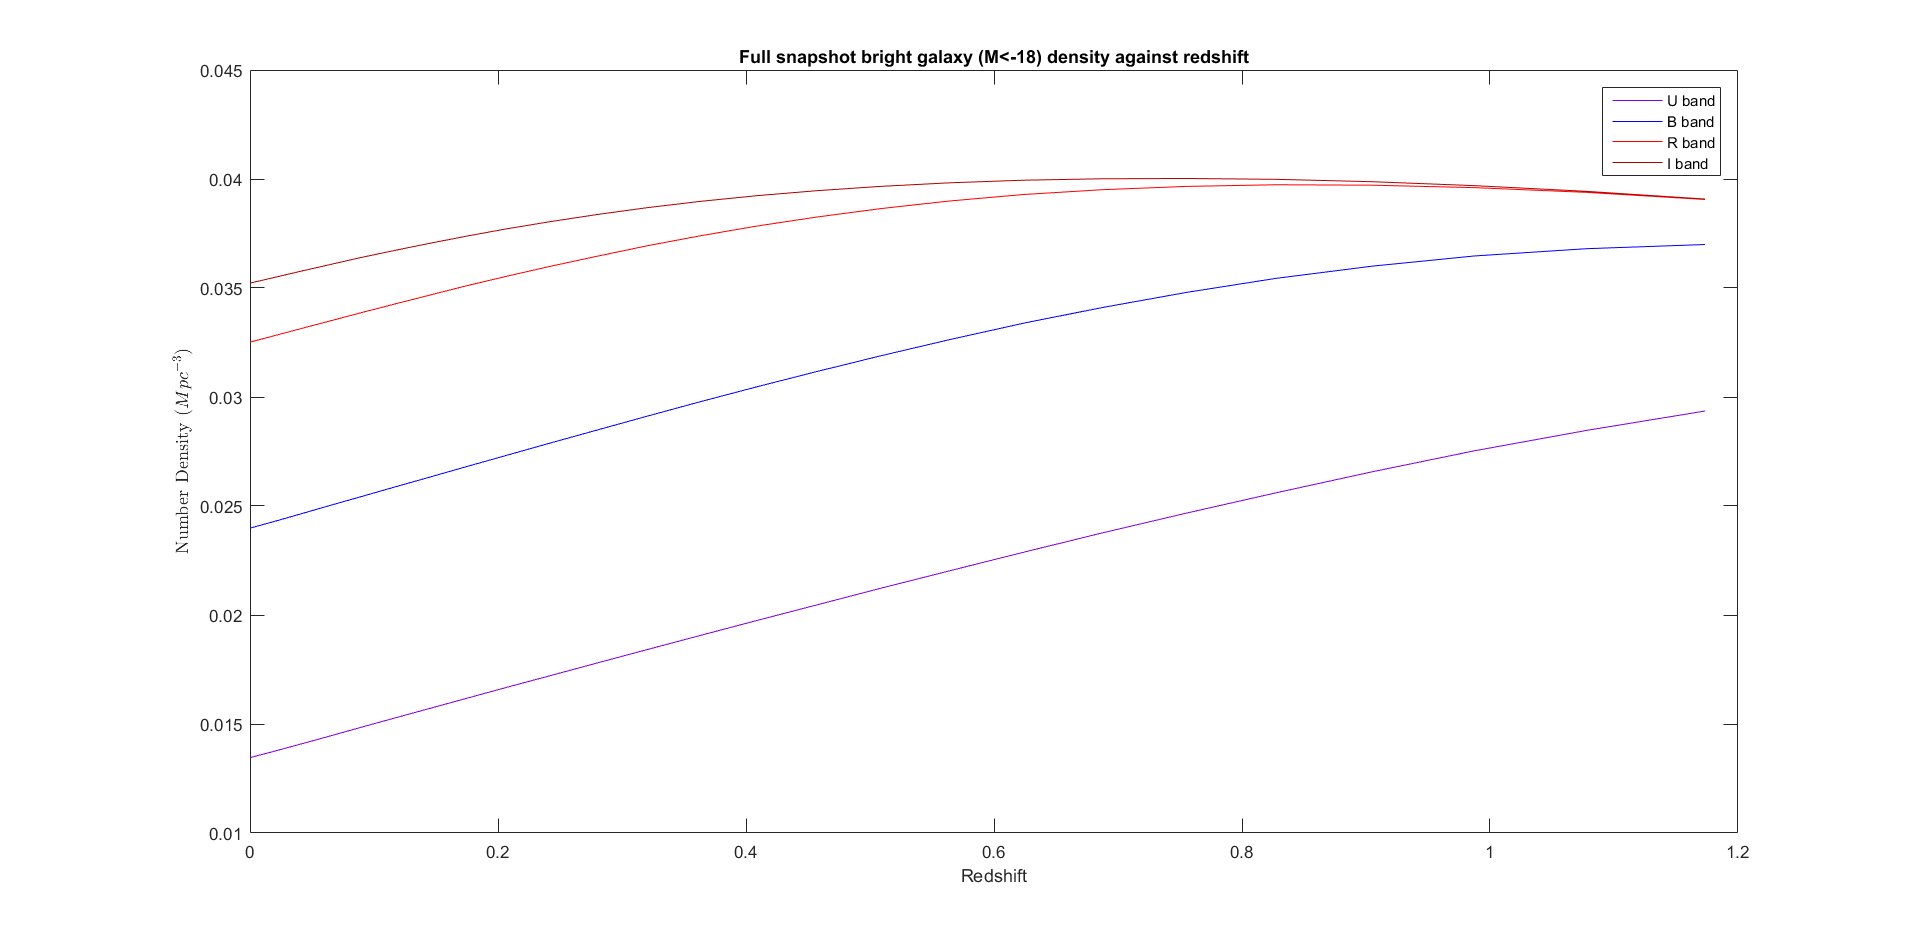 Full snapshot bright galaxy (M<-18) density against redshift
0.045
0.04
0.035
0.03
0.025
0.02
0.015
0.01
Number Density (Mpc⁻³)
U band
B band
R band
I band
0 0.2 0.4 0.6 0.8 1 1.2
Redshift